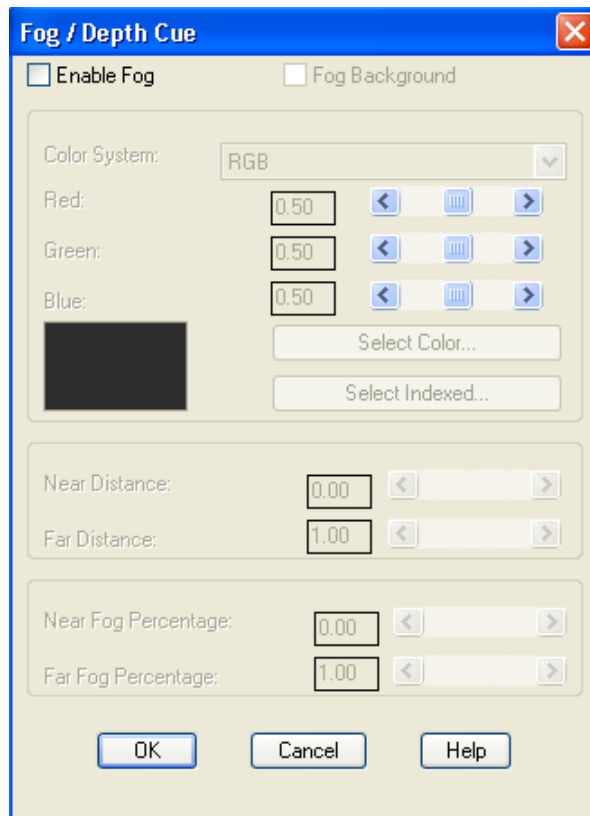 Fog / Depth Cue
Enable Fog Fog Background
Color System: RGB
Red: 0.50
Green: 0.50
Blue: 0.50
Select Color...
Select Indexed...
Near Distance: 0.00
Far Distance: 1.00
Near Fog Percentage: 0.00
Far Fog Percentage: 1.00
OK Cancel Help